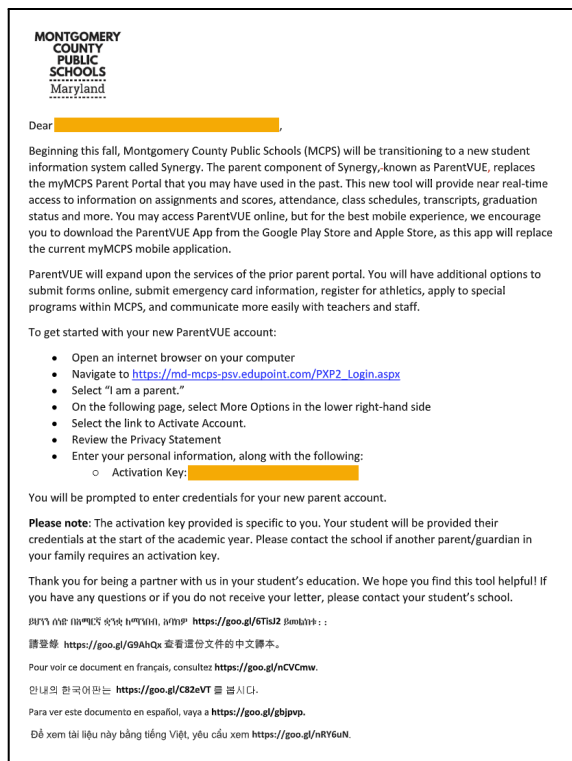 MONTGOMERY
COUNTY
PUBLIC
SCHOOLS
Maryland
Dear ,
Beginning this fall, Montgomery County Public Schools (MCPS) will be transitioning to a new student
information system called Synergy. The parent component of Synergy, known as ParentVUE, replaces
the myMCPS Parent Portal that you may have used in the past. This new tool will provide near real-time
access to information on assignments and scores, attendance, class schedules, transcripts, graduation
status and more. You may access ParentVUE online, but for the best mobile experience, we encourage
you to download the ParentVUE App from the Google Play Store and Apple Store, as this app will replace
the current myMCPS mobile application.
ParentVUE will expand upon the services of the prior parent portal. You will have additional options to
submit forms online, submit emergency card information, register for athletics, apply to special
programs within MCPS, and communicate more easily with teachers and staff.
To get started with your new ParentVUE account:
• Open an internet browser on your computer
• Navigate to https://md-mcps-psv.edupoint.com/PXP2_Login.aspx
• Select “I am a parent.”
• On the following page, select More Options in the lower right-hand side
• Select the link to Activate Account.
• Review the Privacy Statement
• Enter your personal information, along with the following:
○ Activation Key:
You will be prompted to enter credentials for your new parent account.
Please note: The activation key provided is specific to you. Your student will be provided their
credentials at the start of the academic year. Please contact the school if another parent/guardian in
your family requires an activation key.
Thank you for being a partner with us in your student’s education. We hope you find this tool helpful! If
you have any questions or if you do not receive your letter, please contact your student’s school.
ይህንን ሰነድ በአማርኛ ቋንቋ ለማንበብ, እባክዎ https://goo.gl/6TisJ2 ይመልከቱ፡፡
請登錄 https://goo.gl/G9AhQx 查看這份文件的中文譯本。
Pour voir ce document en français, consultez https://goo.gl/nCVCmw.
안내의 한국어판는 https://goo.gl/C82eVT 를 봅시다.
Para ver este documento en español, vaya a https://goo.gl/gbjpvp.
Để xem tài liệu này bằng tiếng Việt, yêu cầu xem https://goo.gl/nRY6uN.